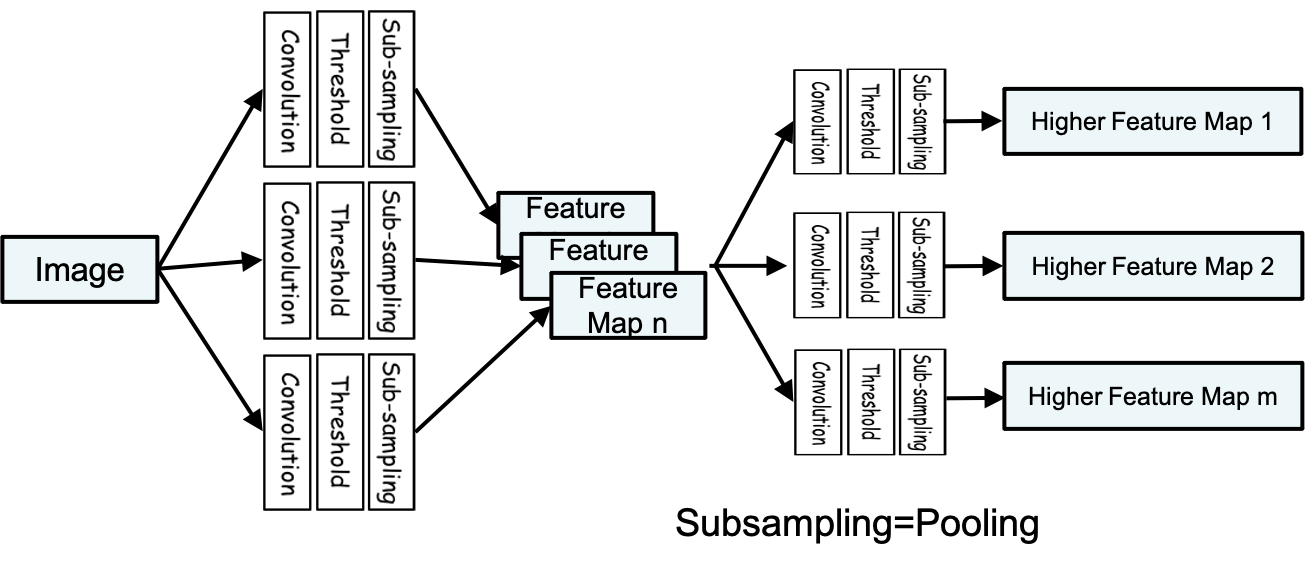 Image
Convolution
Threshold
Sub-sampling
Convolution
Threshold
Sub-sampling
Convolution
Threshold
Sub-sampling
Feature
Feature
Feature
Map n
Convolution
Threshold
Sub-sampling
Higher Feature Map 1
Convolution
Threshold
Sub-sampling
Higher Feature Map 2
Convolution
Threshold
Sub-sampling
Higher Feature Map m
Subsampling=Pooling